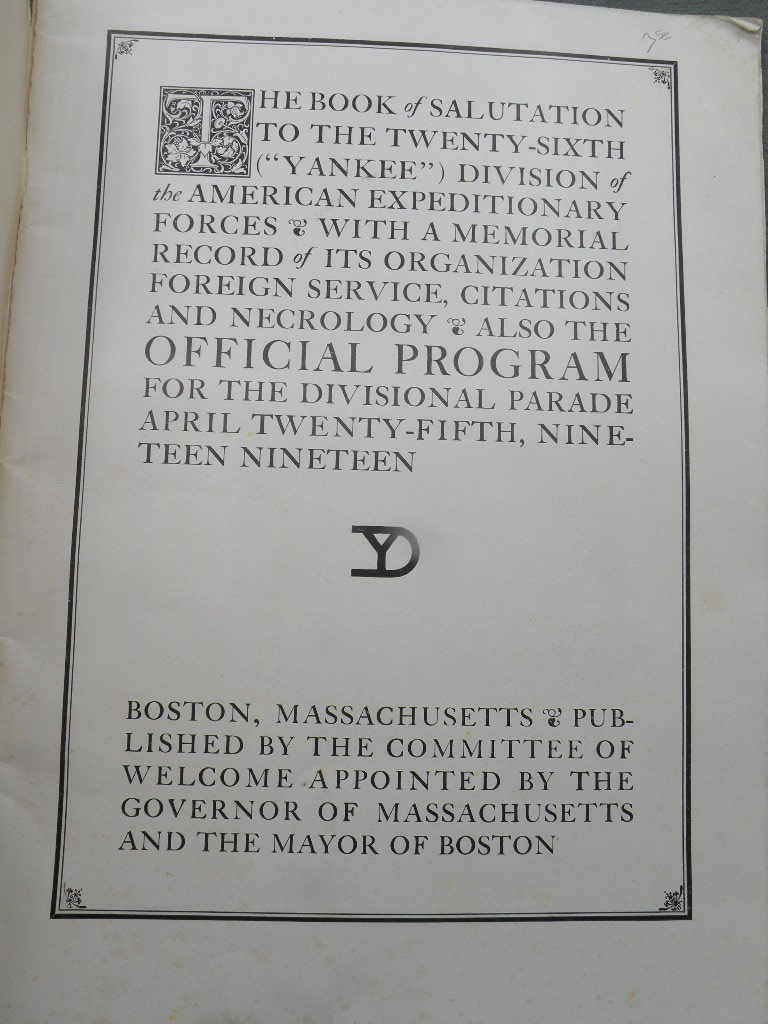 THE BOOK of SALUTATION
TO THE TWENTY-SIXTH
("YANKEE") DIVISION of
the AMERICAN EXPEDITIONARY
FORCES ❦ WITH A MEMORIAL
RECORD of ITS ORGANIZATION
FOREIGN SERVICE, CITATIONS
AND NECROLOGY ❦ ALSO THE
OFFICIAL PROGRAM
FOR THE DIVISIONAL PARADE
APRIL TWENTY-FIFTH, NINE-
TEEN NINETEEN
YD
BOSTON, MASSACHUSETTS ❦ PUB-
LISHED BY THE COMMITTEE OF
WELCOME APPOINTED BY THE
GOVERNOR OF MASSACHUSETTS
AND THE MAYOR OF BOSTON